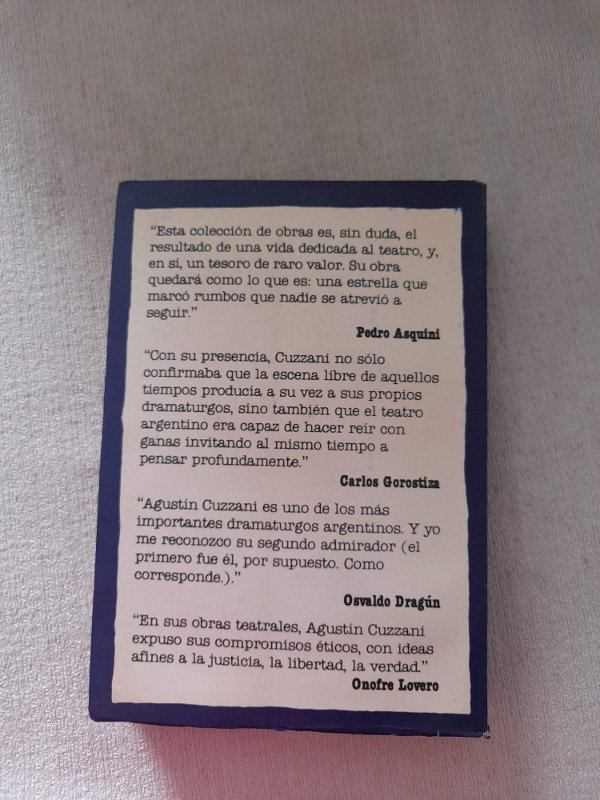 “Esta colección de obras es, sin duda, el
resultado de una vida dedicada al teatro, y,
en sí, un tesoro de raro valor. Su obra
quedará como lo que es: una estrella que
marcó rumbos que nadie se atrevió a
seguir.”
Pedro Asquini
“Con su presencia, Cuzzani no sólo
confirmaba que la escena libre de aquellos
tiempos producía a su vez a sus propios
dramaturgos, sino también que el teatro
argentino era capaz de hacer reír con
ganas invitando al mismo tiempo a
pensar profundamente.”
Carlos Gorostiza
“Agustín Cuzzani es uno de los más
importantes dramaturgos argentinos. Y yo
me reconozco su segundo admirador (el
primero fue él, por supuesto. Como
corresponde.).”
Osvaldo Dragún
“En sus obras teatrales, Agustín Cuzzani
expuso sus compromisos éticos, con ideas
afines a la justicia, la libertad, la verdad.”
Onofre Lovero